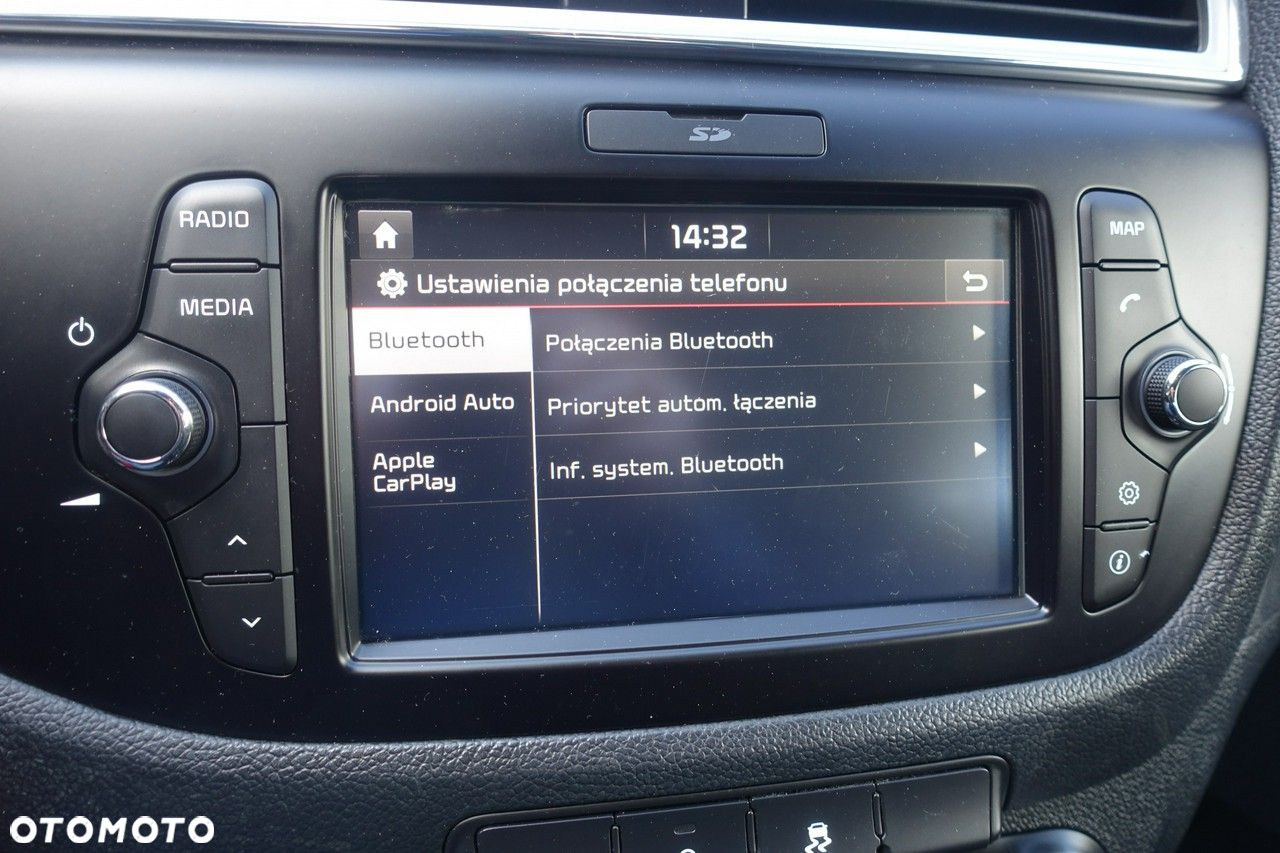 SD
RADIO
MEDIA
MAP
14:32
Ustawienia połączenia telefonu
Bluetooth
Android Auto
Apple
CarPlay
Połączenia Bluetooth
Priorytet autom. łączenia
Inf. system. Bluetooth
OTOMOTO